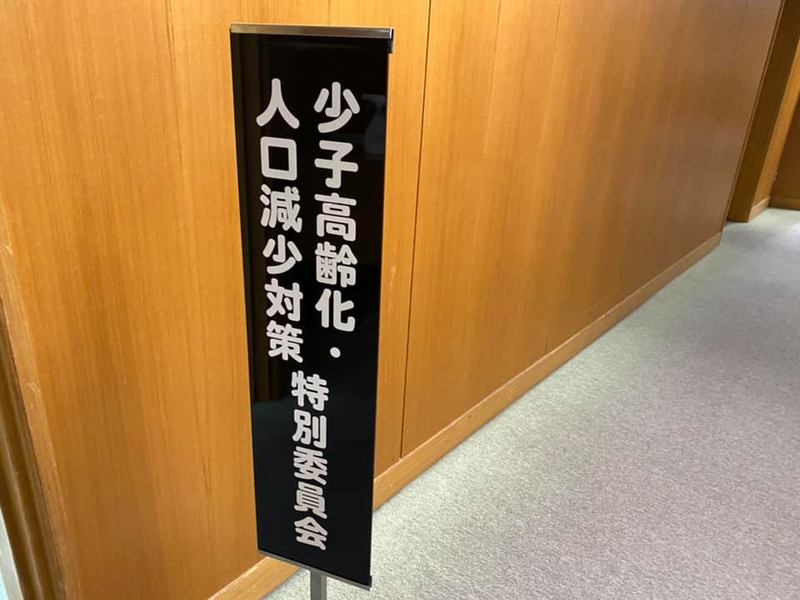 少子高齢化・
人口減少対策
特別委員会